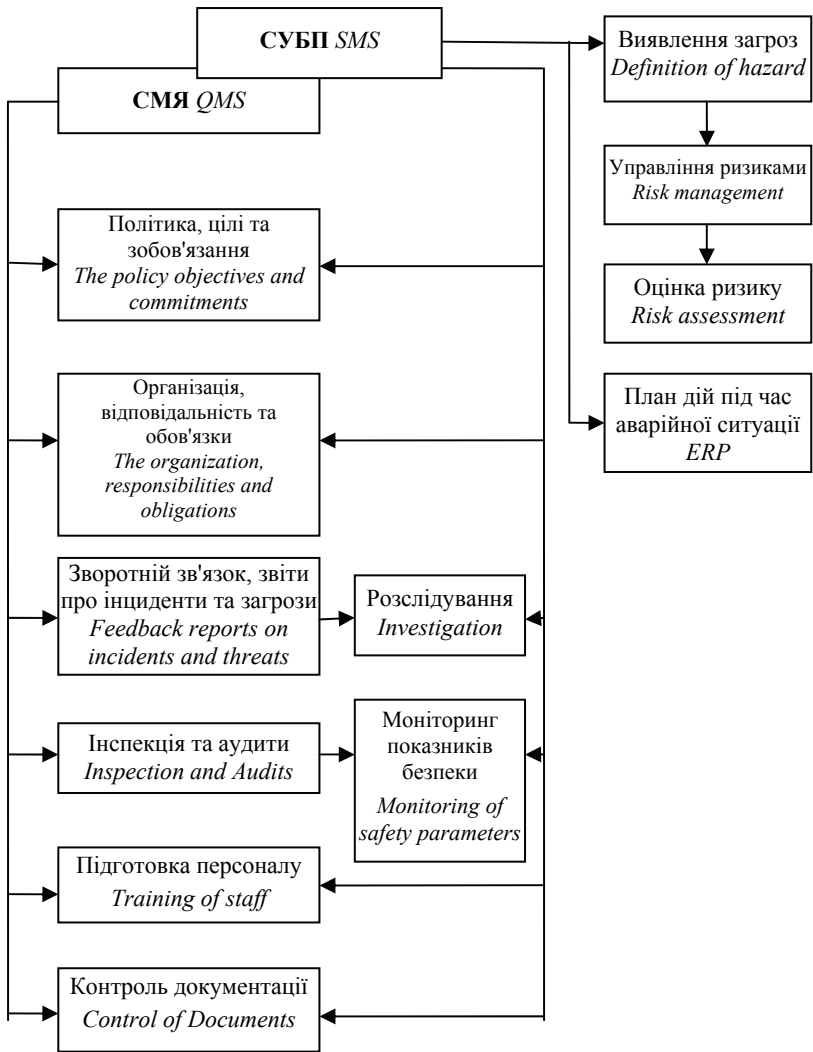 СУБП SMS
СМЯ QMS
Політика, цілі та
зобов'язання
The policy objectives and
commitments
Організація,
відповідальність та
обов'язки
The organization,
responsibilities and
obligations
Зворотній зв'язок, звіти
про інциденти та загрози
Feedback reports on
incidents and threats
Розслідування
Investigation
Інспекція та аудити
Inspection and Audits
Моніторинг
показників
безпеки
Monitoring of
safety parameters
Підготовка персоналу
Training of staff
Контроль документації
Control of Documents
Виявлення загроз
Definition of hazard
Управління ризиками
Risk management
Оцінка ризику
Risk assessment
План дій під час
аварійної ситуації
ERP